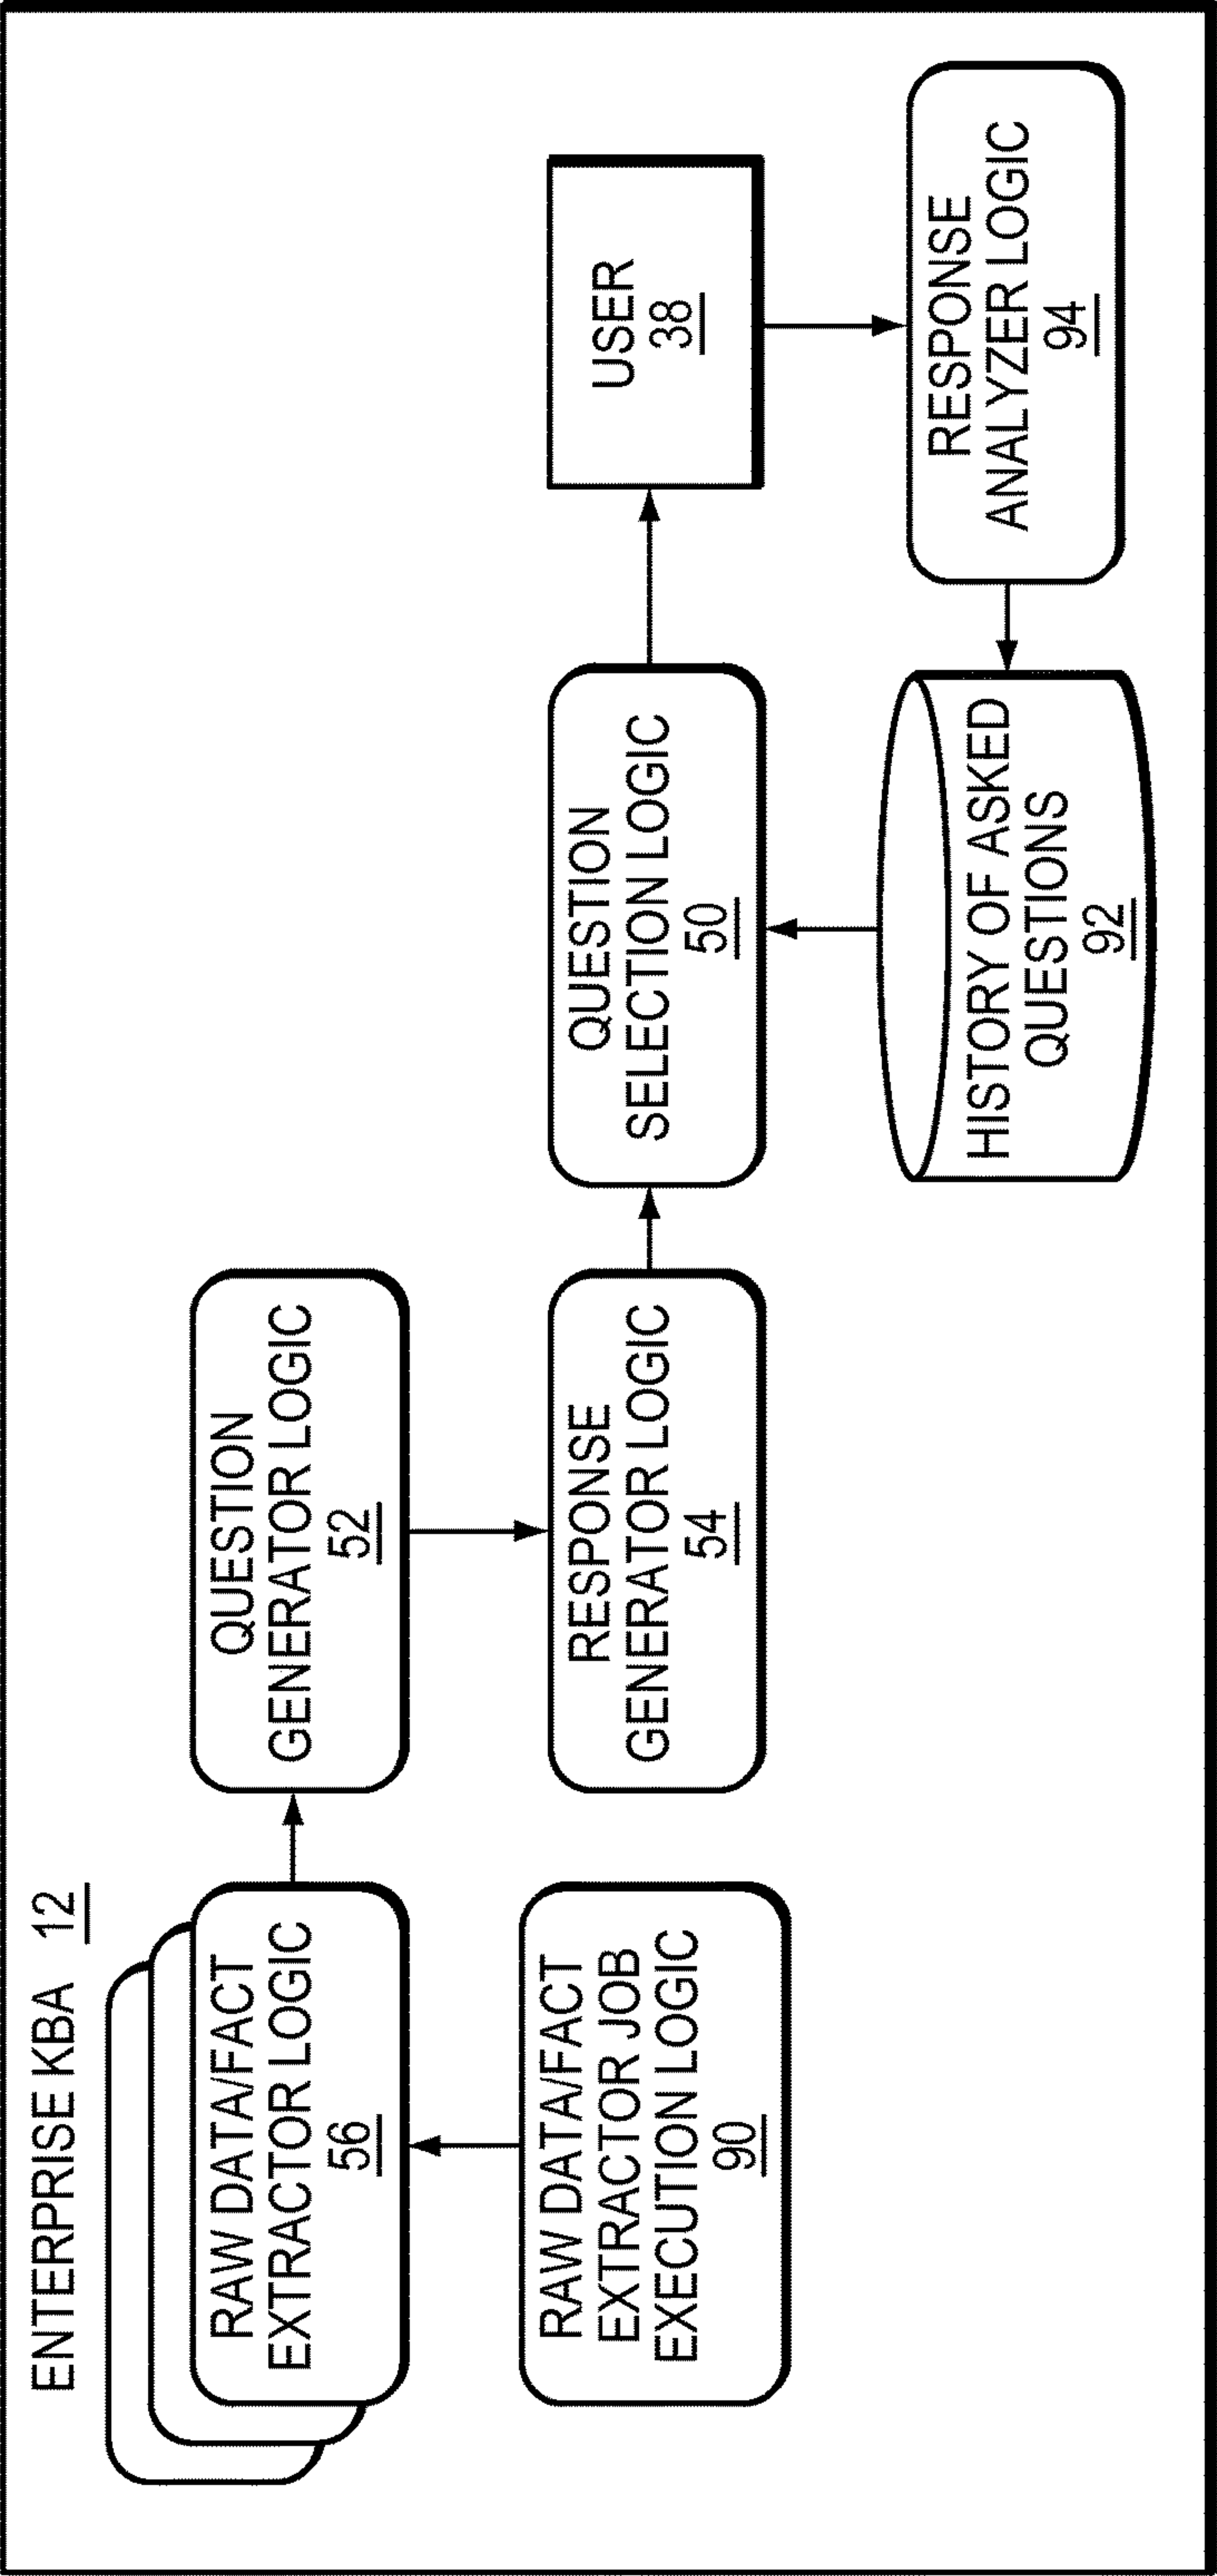 ENTERPRISE KBA 12
RAW DATA/FACT
EXTRACTOR LOGIC
56
RAW DATA/FACT
EXTRACTOR JOB
EXECUTION LOGIC
90
QUESTION
GENERATOR LOGIC
52
RESPONSE
GENERATOR LOGIC
54
QUESTION
SELECTION LOGIC
50
HISTORY OF ASKED
QUESTIONS
92
USER
38
RESPONSE
ANALYZER LOGIC
94